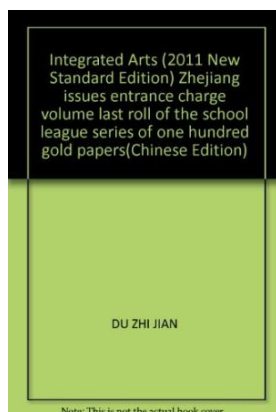 Integrated Arts (2011 New
Standard Edition) Zhejiang
issues entrance charge
volume last roll of the school
league series of one hundred
gold papers(Chinese Edition)
DU ZHI JIAN
Note: This is not the actual book cover